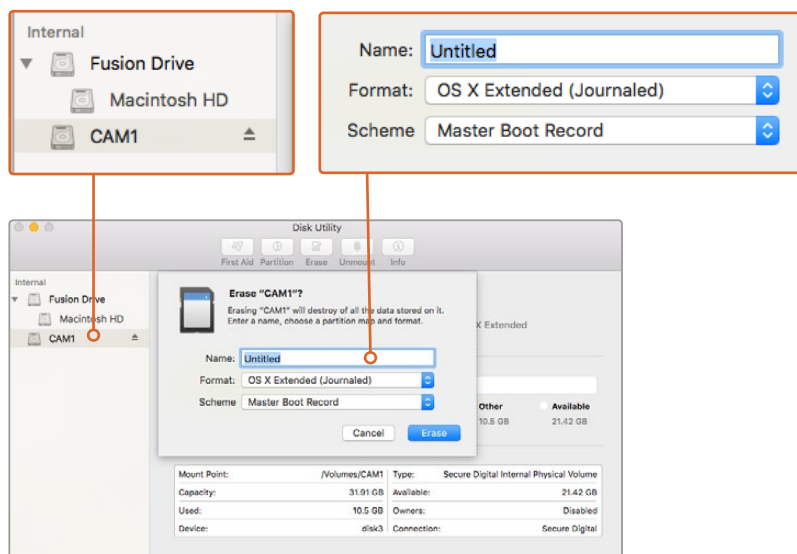 Internal
Fusion Drive
Macintosh HD
CAM1
Name: Untitled
Format: OS X Extended (Journaled)
Scheme Master Boot Record
Disk Utility
First Aid Partition Erase Unmount Info
Internal
Fusion Drive
Macintosh HD
CAM1
Erase "CAM1"?
Erasing "CAM1" will destroy of all the data stored on it.
Enter a name, choose a partition map and format.
X Extended
Name: Untitled
Format: OS X Extended (Journaled)
Scheme Master Boot Record
Other Available
10.5 GB 21.42 GB
Cancel Erase
Mount Point: /Volumes/CAM1 Type: Secure Digital Internal Physical Volume
Capacity: 31.91 GB Available: 21.42 GB
Used: 10.5 GB Owners: Disabled
Device: disk3 Connection: Secure Digital